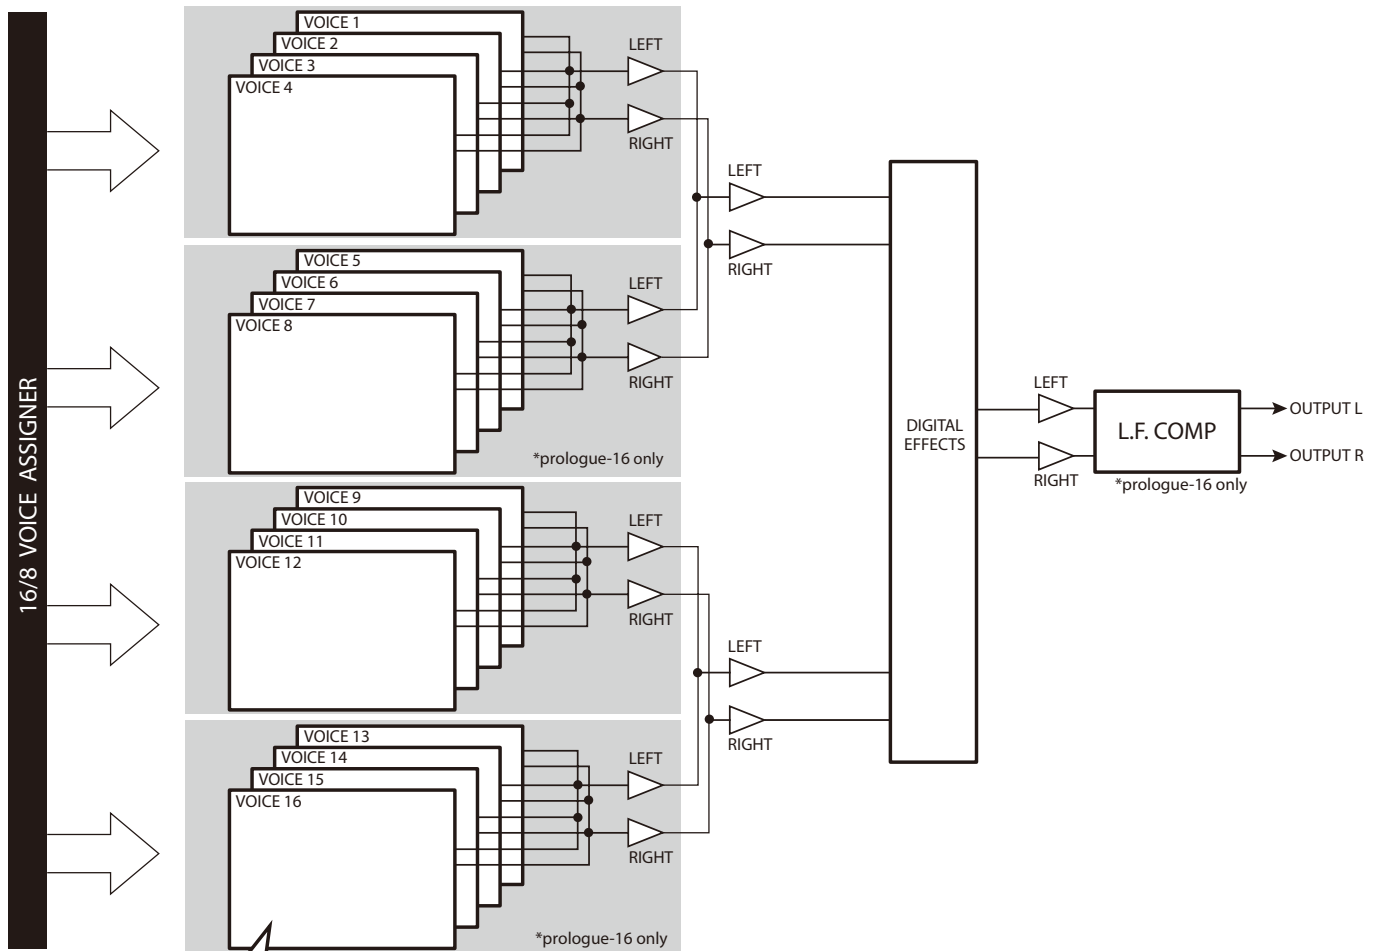 16/8 VOICE ASSIGNER
VOICE 1
VOICE 2
VOICE 3
VOICE 4
LEFT
RIGHT
VOICE 5
VOICE 6
VOICE 7
VOICE 8
LEFT
RIGHT
*prologue-16 only
LEFT
RIGHT
VOICE 9
VOICE 10
VOICE 11
VOICE 12
LEFT
RIGHT
VOICE 13
VOICE 14
VOICE 15
VOICE 16
LEFT
RIGHT
*prologue-16 only
LEFT
RIGHT
DIGITAL
EFFECTS
LEFT
RIGHT
L.F. COMP
*prologue-16 only
OUTPUT L
OUTPUT R